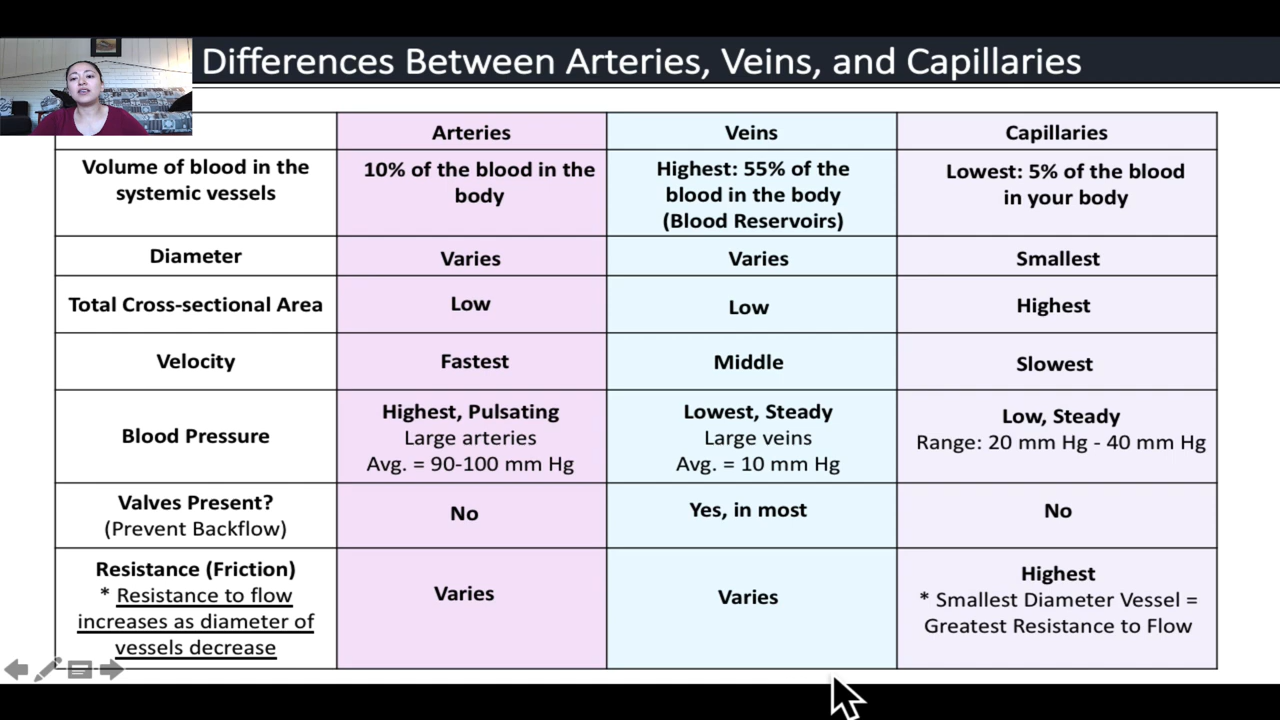 Differences Between Arteries, Veins, and Capillaries
Arteries
Veins
Capillaries
Volume of blood in the
systemic vessels
10% of the blood in the
body
Highest: 55% of the
blood in the body
(Blood Reservoirs)
Lowest: 5% of the blood
in your body
Diameter
Varies
Varies
Smallest
Total Cross-sectional Area
Low
Low
Highest
Velocity
Fastest
Middle
Slowest
Blood Pressure
Highest, Pulsating
Large arteries
Avg. = 90-100 mm Hg
Lowest, Steady
Large veins
Avg. = 10 mm Hg
Low, Steady
Range: 20 mm Hg - 40 mm Hg
Valves Present?
(Prevent Backflow)
No
Yes, in most
No
Resistance (Friction)
* Resistance to flow
increases as diameter of
vessels decrease
Varies
Varies
Highest
* Smallest Diameter Vessel =
Greatest Resistance to Flow